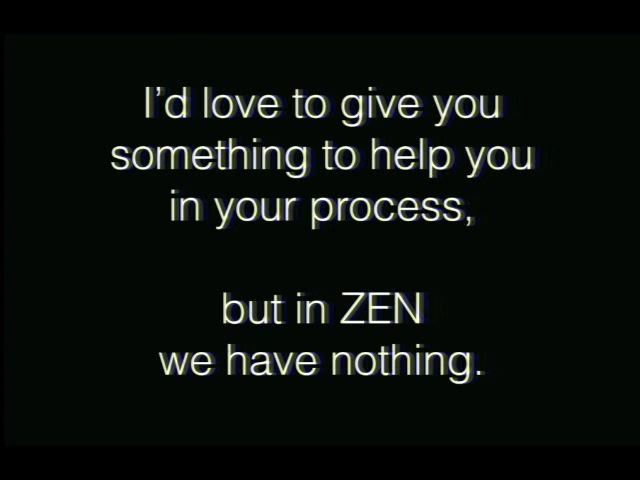 I'd love to give you
something to help you
in your process,
but in ZEN
we have nothing.